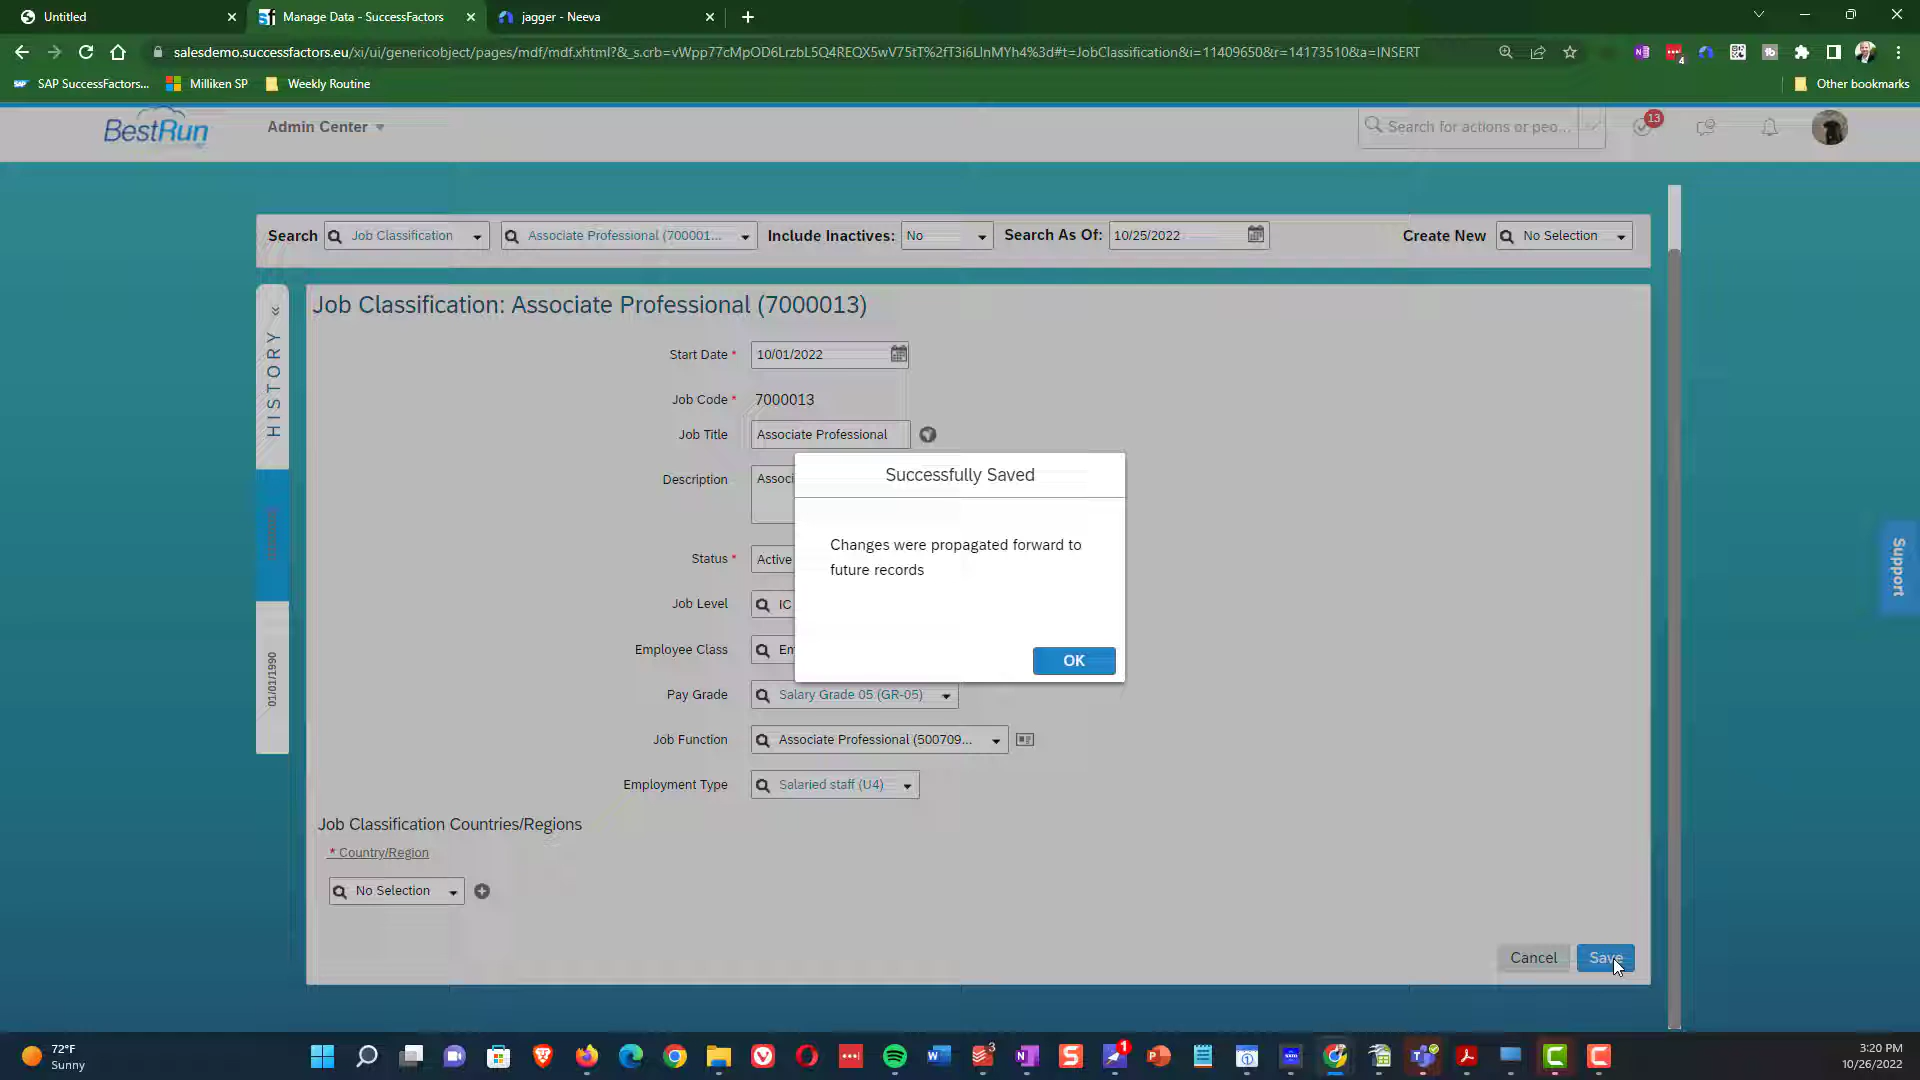 Untitled
Manage Data - SuccessFactors
jagger - Neeva
salesdemo.successfactors.eu/xi/ui/genericobject/pages/mdf/mdf.xhtml?&_s.crb=vWpp77cMpOD6LrzbL5Q4REQX5wV75tT%2fT3i6LlnMYh4%3d#t=JobClassification&i=11409650&r=14173510&a=INSERT
4
SAP SuccessFactors...
Milliken SP
Weekly Routine
Other bookmarks
BestRun
Admin Center
Search for actions or peo...
13
Search
Job Classification
Associate Professional (700001...
Include Inactives:
No
Search As Of:
10/25/2022
Create New
No Selection
HISTORY
01/01/1990
Job Classification: Associate Professional (7000013)
Start Date *
10/01/2022
Job Code *
7000013
Job Title
Associate Professional
Description
Associ
Status *
Active
Job Level
IC
Employee Class
Em
Pay Grade
Salary Grade 05 (GR-05)
Job Function
Associate Professional (500709...
Employment Type
Salaried staff (U4)
Job Classification Countries/Regions
* Country/Region
No Selection
Successfully Saved
Changes were propagated forward to
future records
OK
Cancel
Save
Support
72°F
Sunny
3
1
3:20 PM
10/26/2022